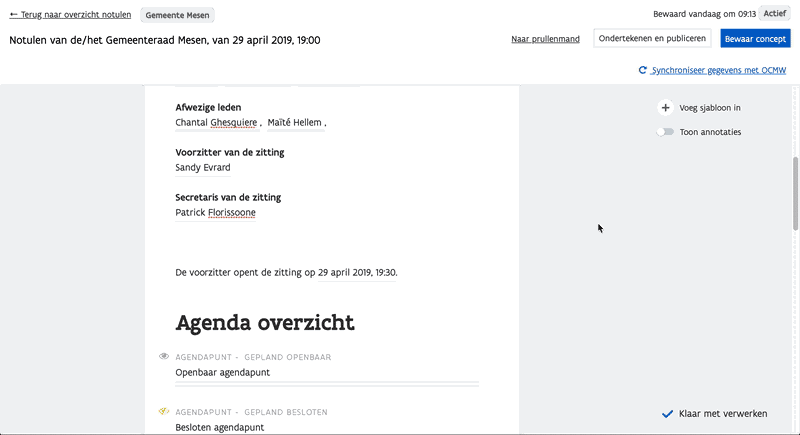 ← Terug naar overzicht notulen
Gemeente Mesen
Bewaard vandaag om 09:13
Actief
Notulen van de/het Gemeenteraad Mesen, van 29 april 2019, 19:00
Naar prullenmand
Ondertekenen en publiceren
Bewaar concept
Synchroniseer gegevens met OCMW
Afwezige leden
Chantal Ghesquiere , Maïté Hellem ,
Voorzitter van de zitting
Sandy Evrard
Secretaris van de zitting
Patrick Florissoone
De voorzitter opent de zitting op 29 april 2019, 19:30.
Agenda overzicht
AGENDAPUNT - GEPLAND OPENBAAR
Openbaar agendapunt
AGENDAPUNT - GEPLAND BESLOTEN
Besloten agendapunt
Voeg sjabloon in
Toon annotaties
Klaar met verwerken